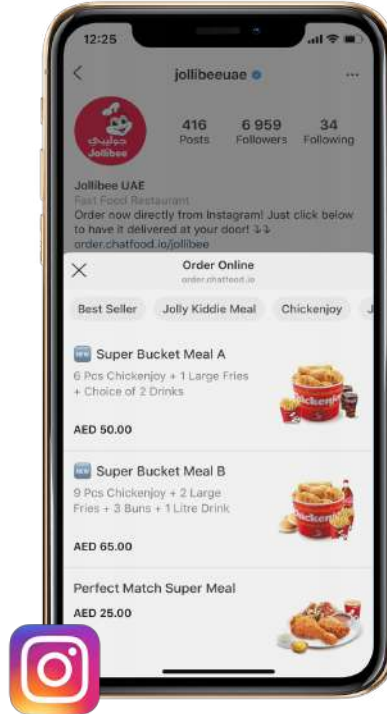 12:25
jollibeeuae
...
جوليبي
Jollibee
416
6 959
34
Posts
Followers
Following
Jollibee UAE
Fast Food Restaurant
Order now directly from Instagram! Just click below
to have it delivered at your door! ⤵⤵
order.chatfood.io/jollibee
Order Online
order.chatfood.io
Best Seller
Jolly Kiddie Meal
Chickenjoy
J
NEW Super Bucket Meal A
6 Pcs Chickenjoy + 1 Large Fries
+ Choice of 2 Drinks
AED 50.00
NEW Super Bucket Meal B
9 Pcs Chickenjoy + 2 Large
Fries + 3 Buns + 1 Litre Drink
AED 65.00
Perfect Match Super Meal
AED 25.00